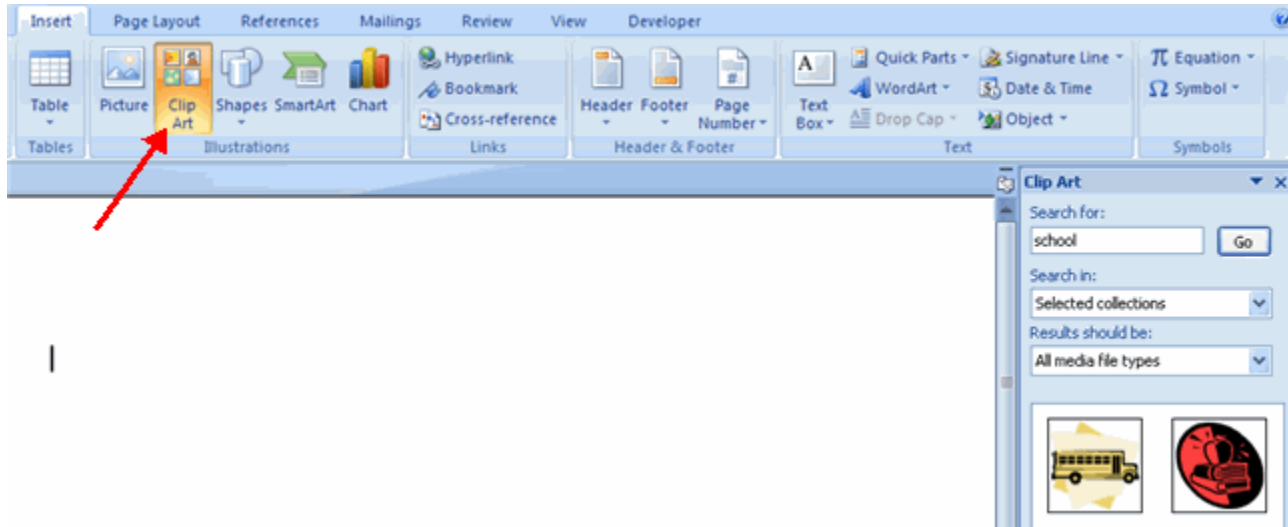 Insert Page Layout References Mailings Review View Developer
Table
Picture
Clip
Art
Shapes
SmartArt
Chart
Hyperlink
Bookmark
Cross-reference
Header
Footer
Page
Number
#
A
Text
Box
Quick Parts
WordArt
Drop Cap
Signature Line
Date & Time
Object
π Equation
Ω Symbol
Tables
Illustrations
Links
Header & Footer
Text
Symbols
Clip Art
Search for:
school
Go
Search in:
Selected collections
Results should be:
All media file types